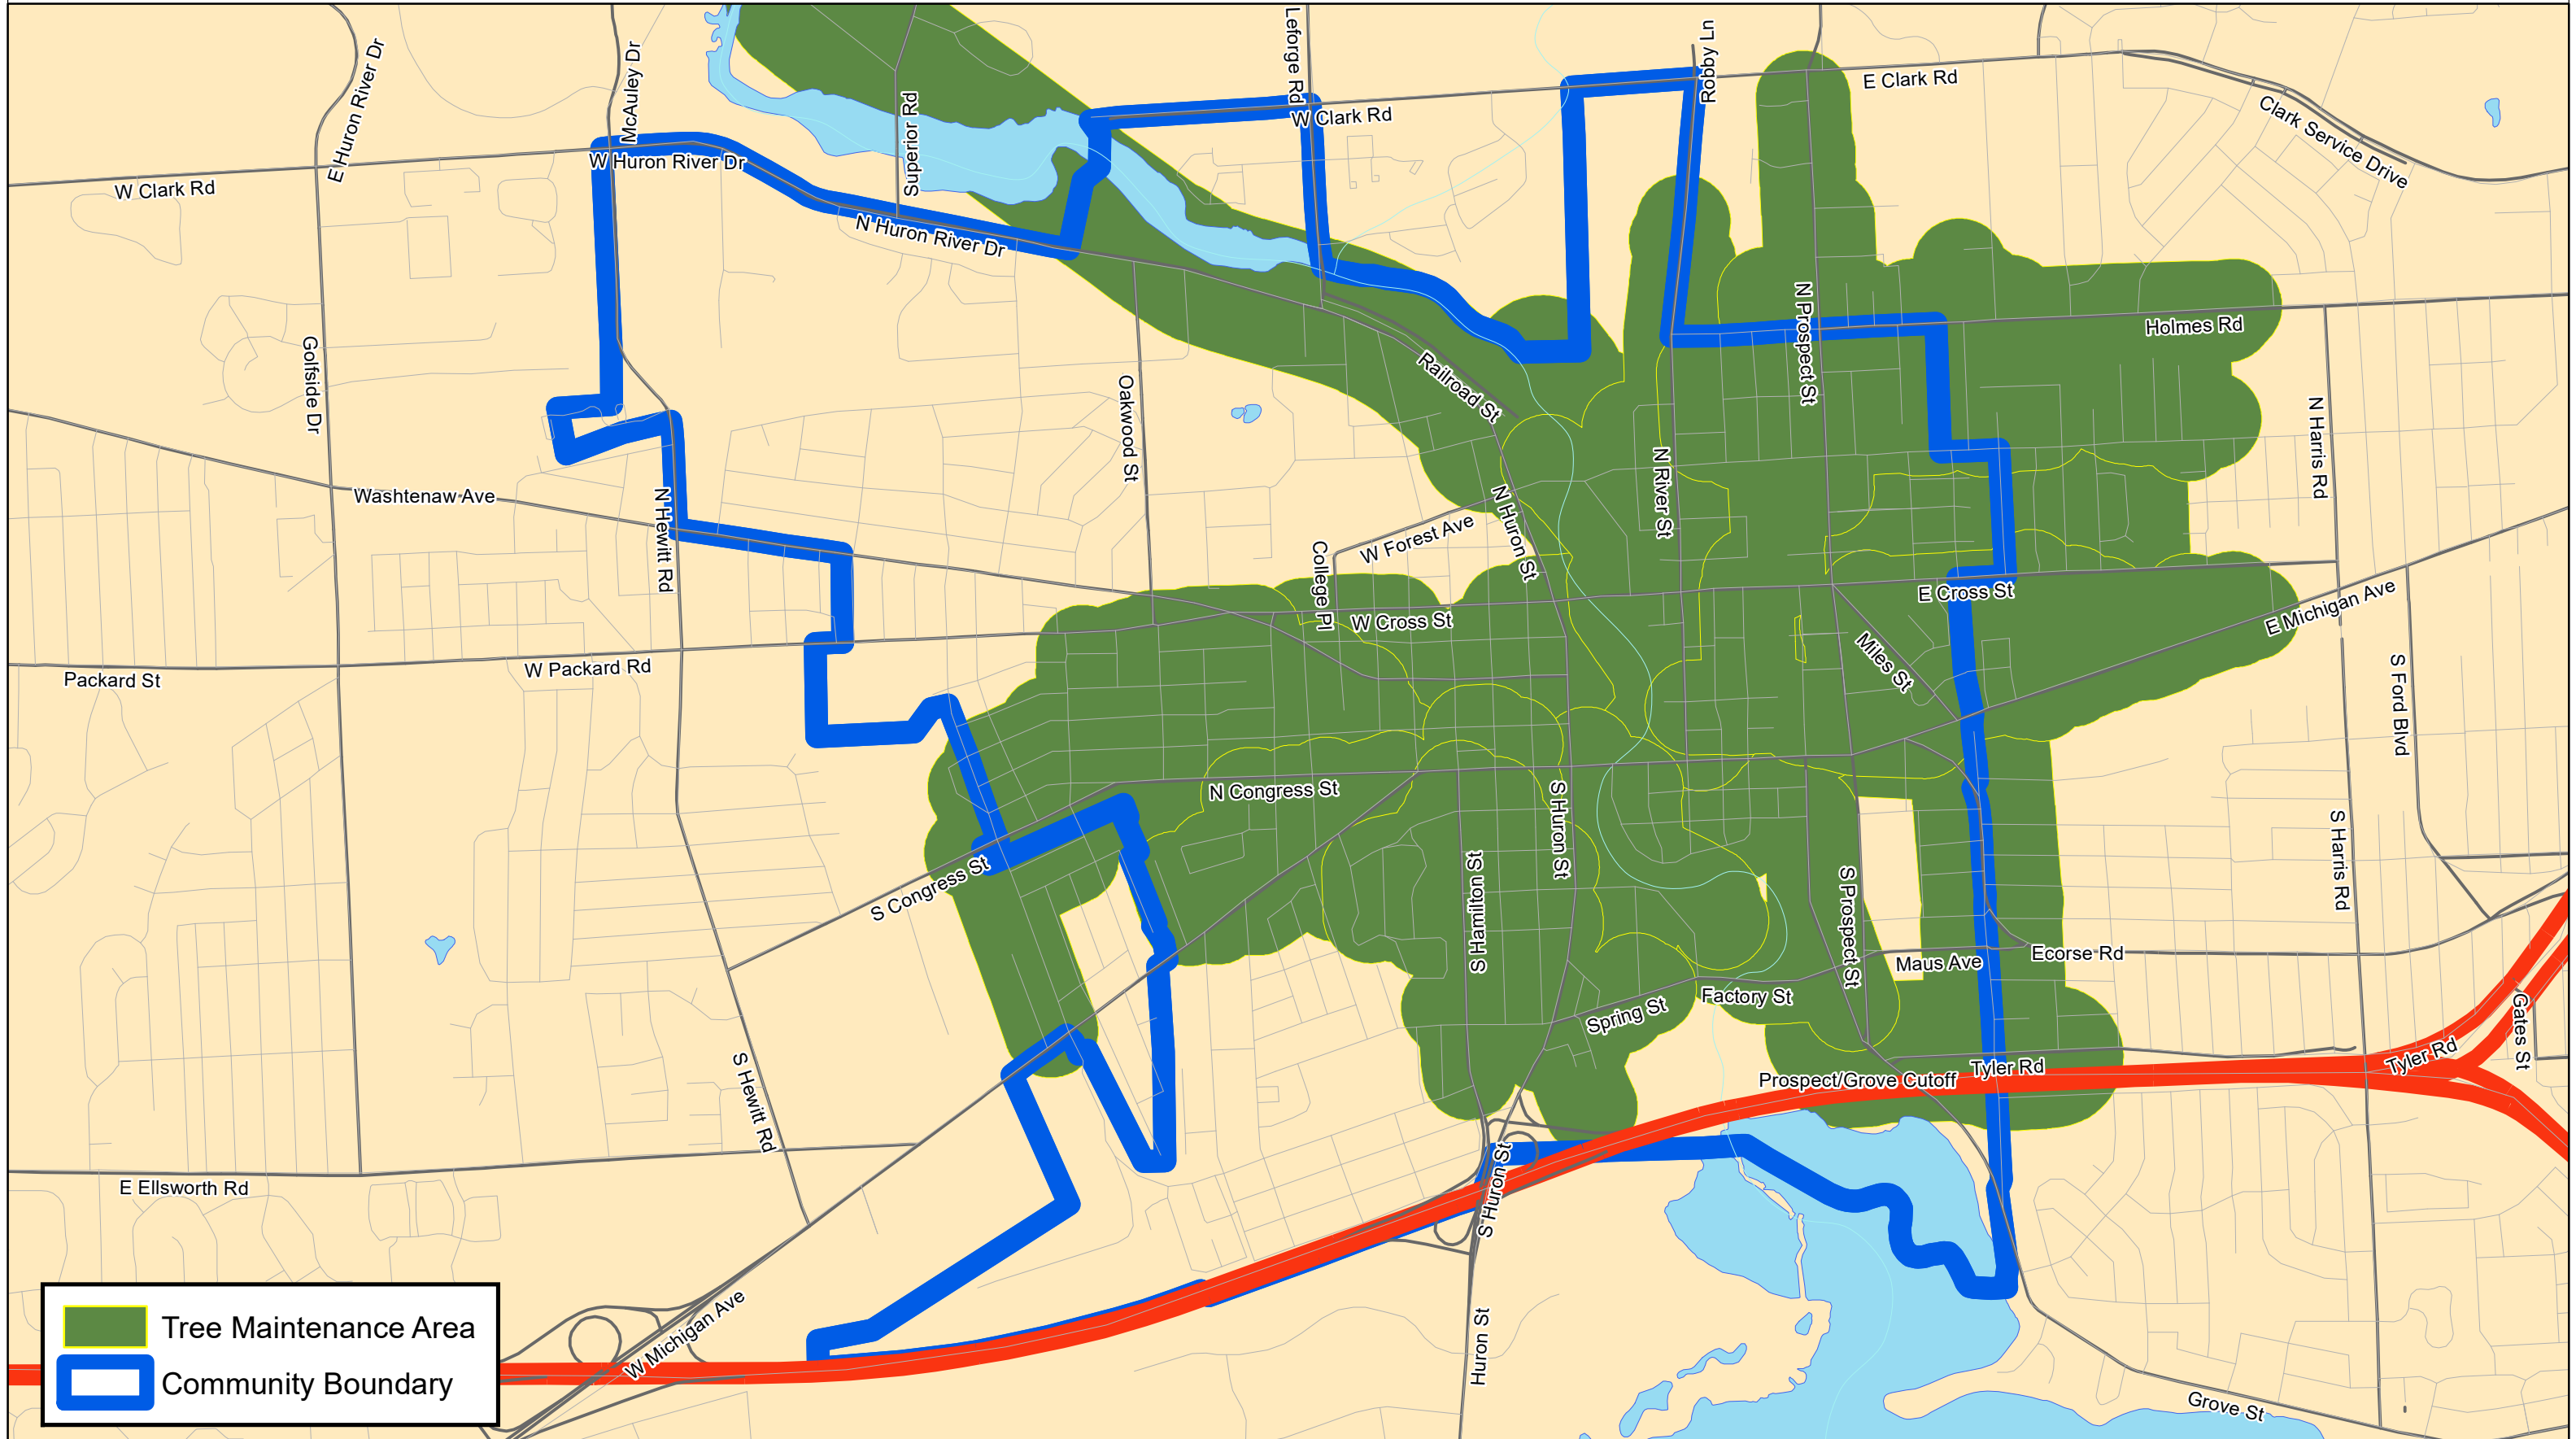 Leforge Rd
Robby Ln
E Huron River Dr
McAuley Dr
E Clark Rd
Superior Rd
W Clark Rd
Clark Service Drive
W Huron River Dr
W Clark Rd
N Huron River Dr
N Prospect St
Holmes Rd
Golfside Dr
Railroad St
Oakwood St
N Harris Rd
N River St
Washtenaw Ave
N Hewitt Rd
N Huron St
W Forest Ave
College Pl
E Cross St
E Michigan Ave
W Cross St
Miles St
W Packard Rd
Packard St
S Ford Blvd
N Congress St
S Huron St
S Harris Rd
S Congress St
S Hamilton St
S Prospect St
Ecorse Rd
Maus Ave
Factory St
Spring St
Gates St
S Hewitt Rd
Tyler Rd
Tyler Rd
Prospect/Grove Cutoff
E Ellsworth Rd
S Huron St
W Michigan Ave
Huron St
Grove St
Tree Maintenance Area
Community Boundary